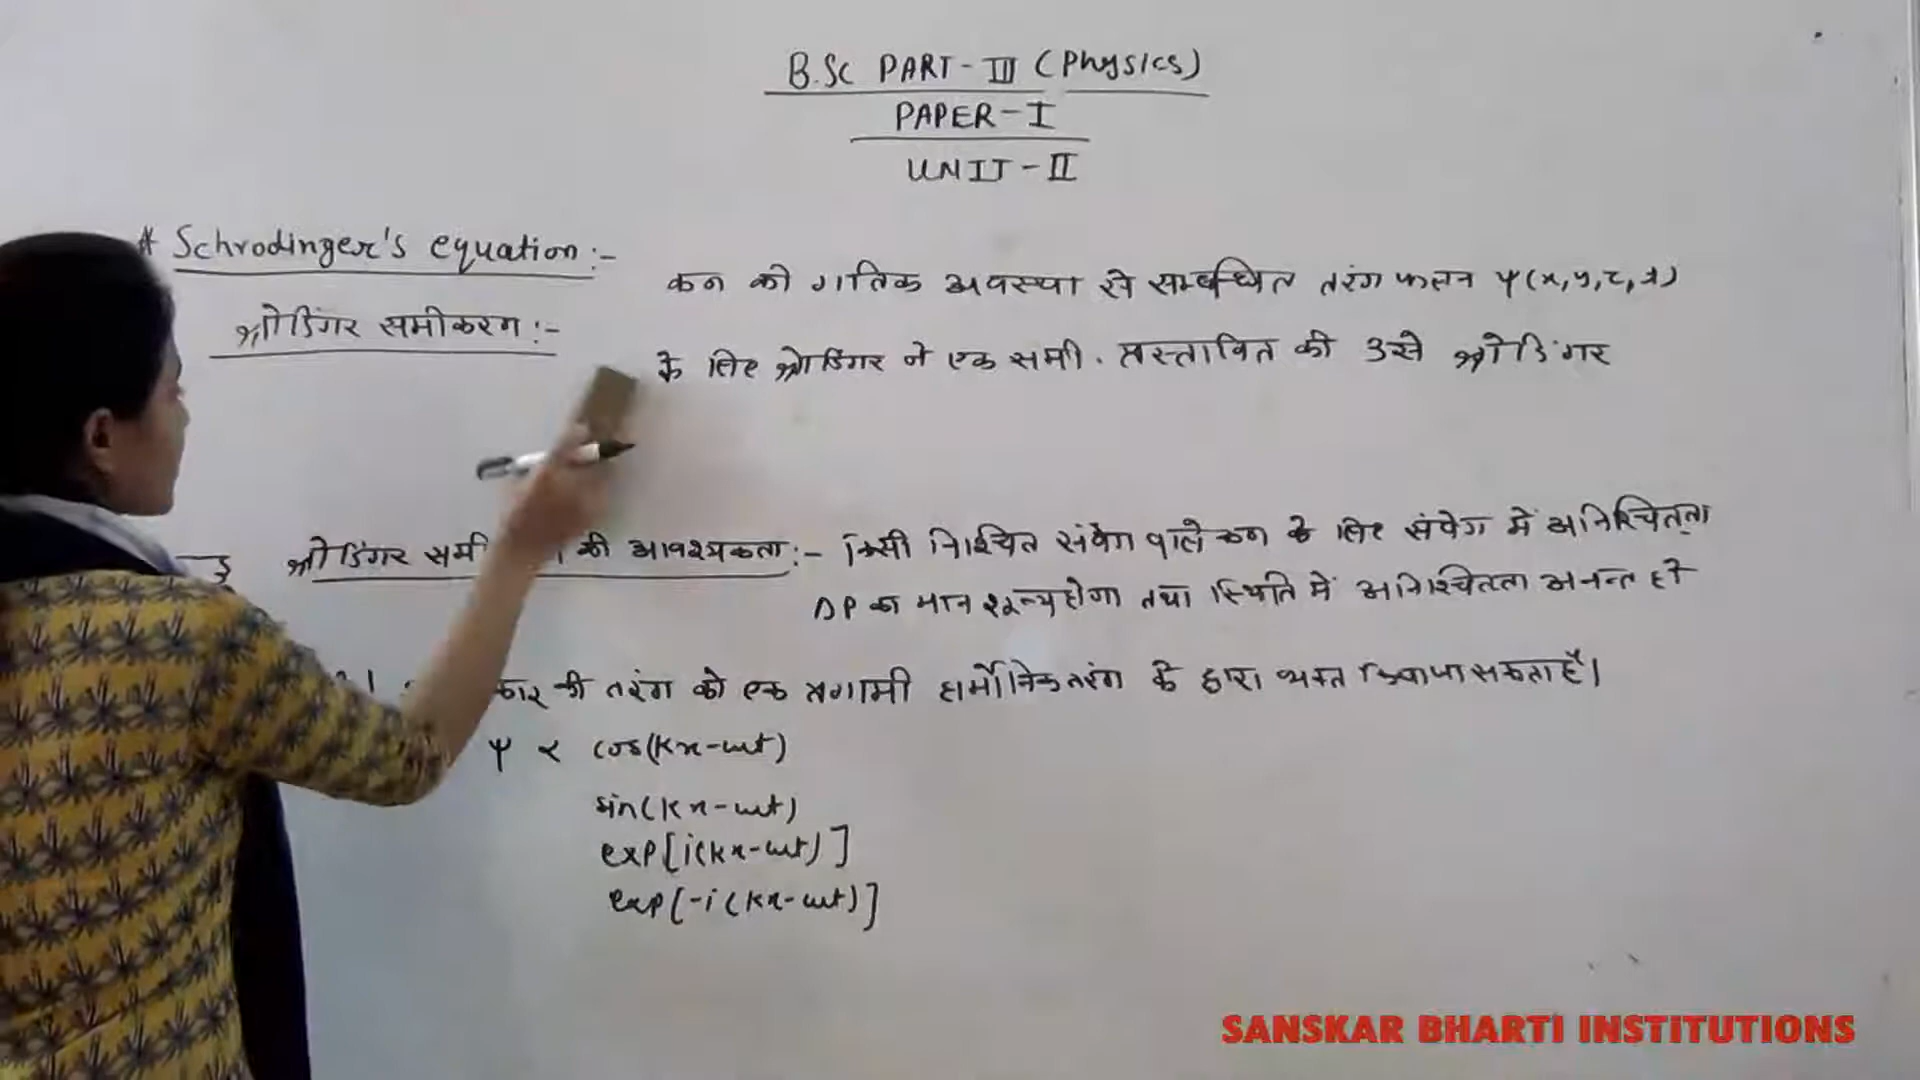 B.Sc PART-III (Physics)
PAPER-I
UNIT-II
* Schrodinger's equation:-
श्रोडिंगर समीकरण:-
कण की गतिक अवस्था से सम्बन्धित तरंग फलन ψ(x,y,z,t)
के लिए श्रोडिंगर ने एक समी. प्रस्तावित की उसे श्रोडिंगर
श्रोडिंगर समी की आवश्यकता:- किसी निश्चित संवेग वाले कण के लिए संवेग में अनिश्चितता
ΔP का मान शून्य होगा तथा स्थिति में अनिश्चितता अनन्त होगी
की तरंग को एक प्रगामी हार्मोनिक तरंग के द्वारा व्यक्त किया जा सकता है।
ψ ∝ cos(kx-ωt)
sin(kx-ωt)
exp[i(kx-ωt)]
exp[-i(kx-ωt)]
SANSKAR BHARTI INSTITUTIONS